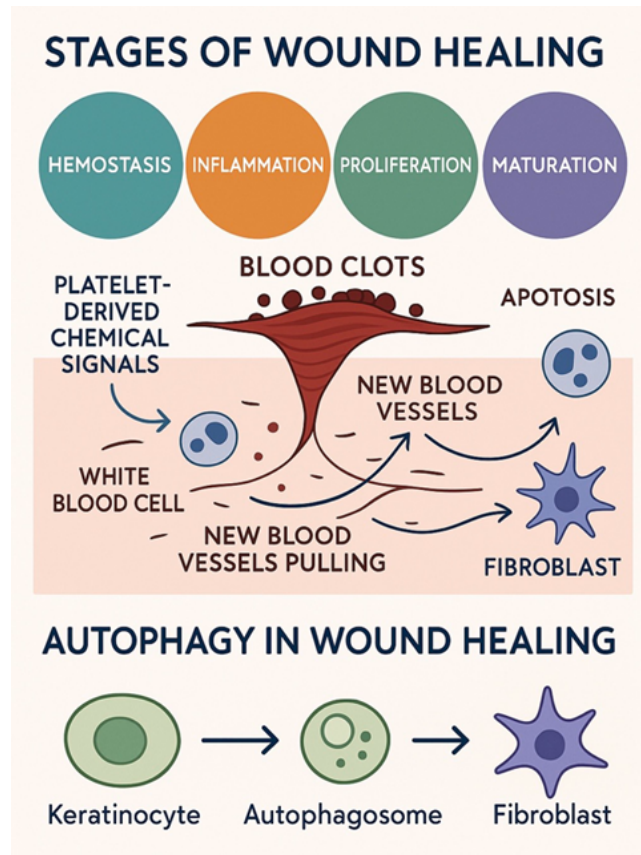 STAGES OF WOUND HEALING
HEMOSTASIS
INFLAMMATION
PROLIFERATION
MATURATION
BLOOD CLOTS
PLATELET-
DERIVED
CHEMICAL
SIGNALS
APOTOSIS
NEW BLOOD
VESSELS
WHITE
BLOOD CELL
NEW BLOOD
VESSELS PULLING
FIBROBLAST
AUTOPHAGY IN WOUND HEALING
Keratinocyte
Autophagosome
Fibroblast